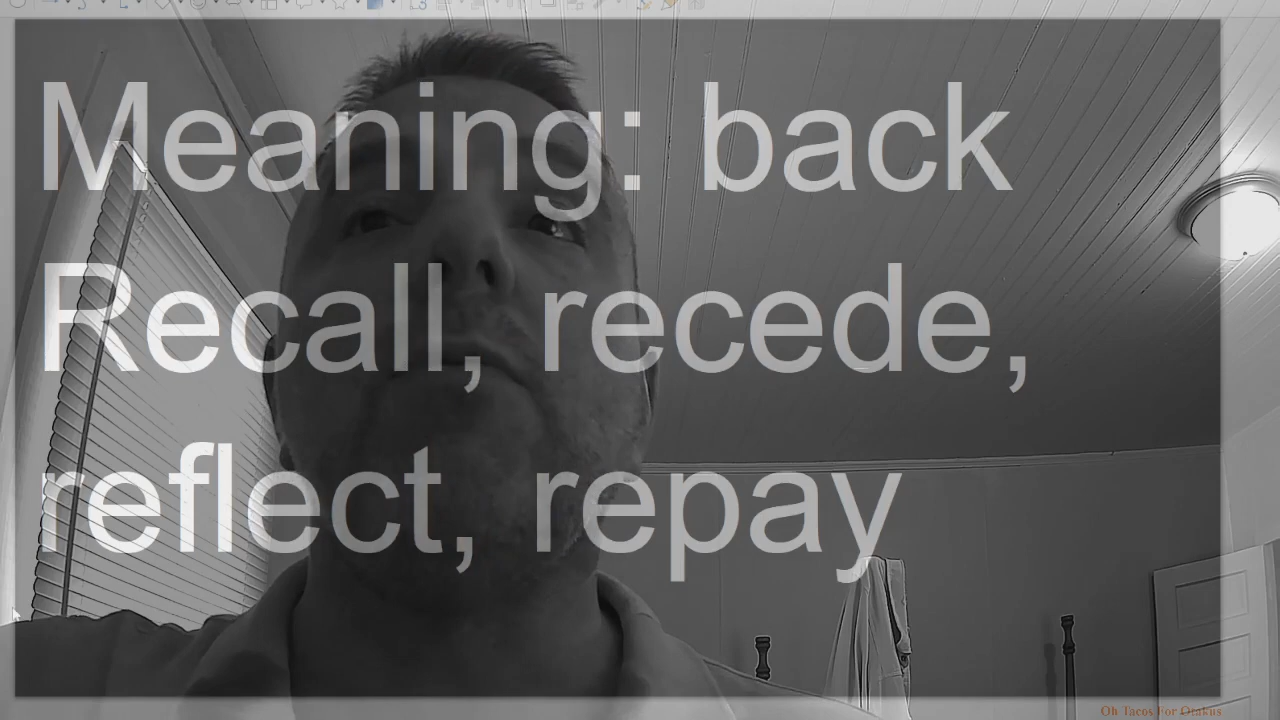 Meaning: back
Recall, recede,
reflect, repay
Oh Tacos For Otakus